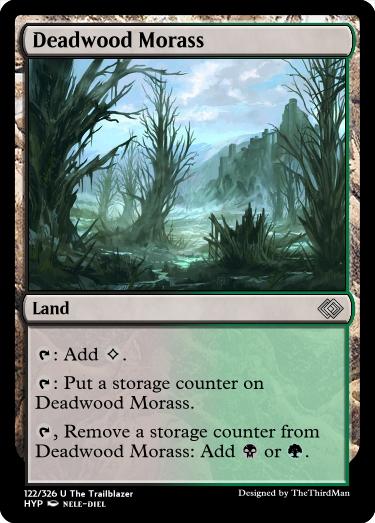 Deadwood Morass
Land
: Add .
: Put a storage counter on
Deadwood Morass.
, Remove a storage counter from
Deadwood Morass: Add or .
122/326 U The Trailblazer
HYP NELE-DIEL
Designed by TheThirdMan